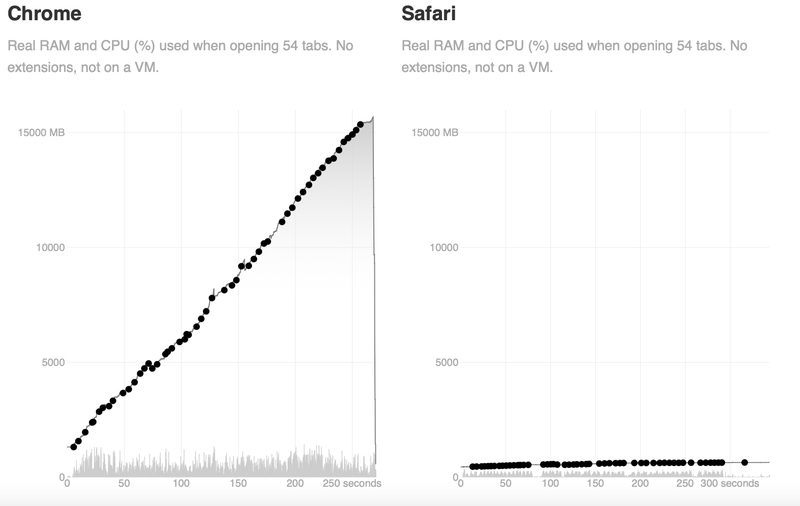 Chrome
Real RAM and CPU (%) used when opening 54 tabs. No
extensions, not on a VM.
15000 MB
10000
5000
0
0 50 100 150 200 250 seconds
Safari
Real RAM and CPU (%) used when opening 54 tabs. No
extensions, not on a VM.
15000 MB
10000
5000
0
0 50 100 150 200 250 300 seconds